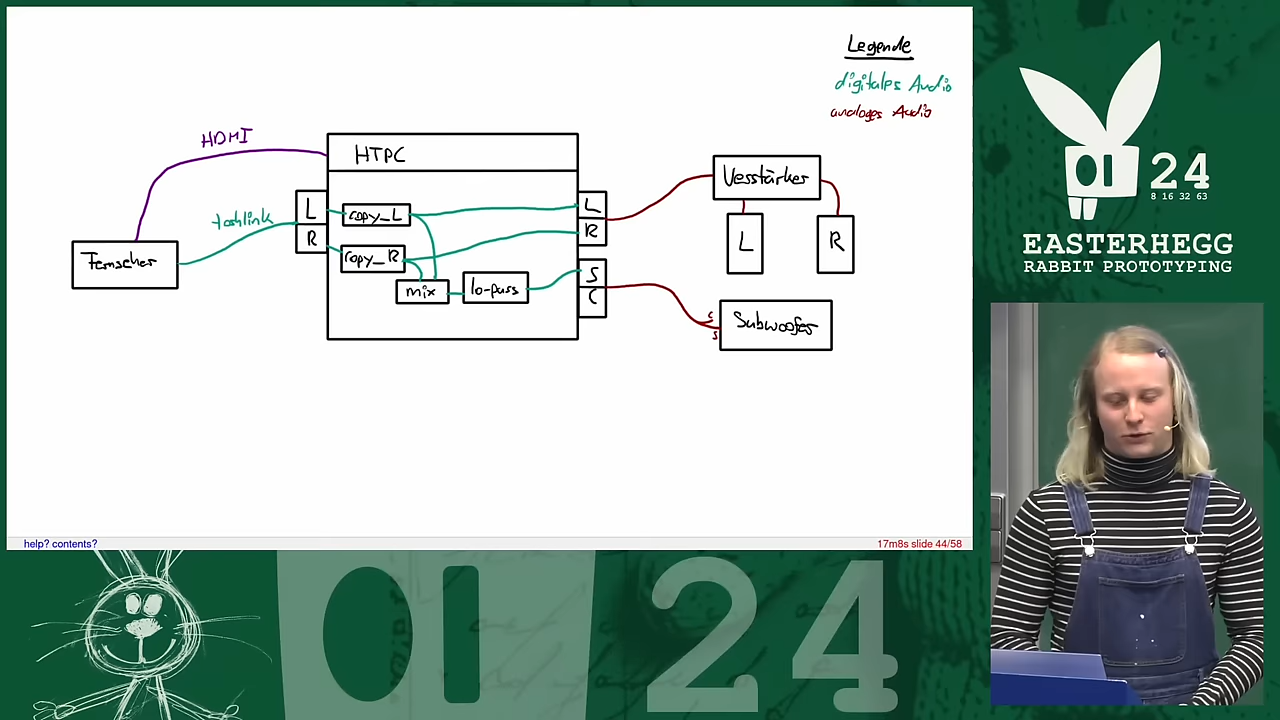 Legende
digitales Audio
analoges Audio
HDMI
HTPC
toslink
Fernseher
L
R
copy_L
copy_R
mix
lo-pass
L
R
S
C
Verstärker
L
R
C
S
Subwoofer
help? contents?
17m8s slide 44/58
24
8 16 32 63
EASTERHEGG
RABBIT PROTOTYPING
24